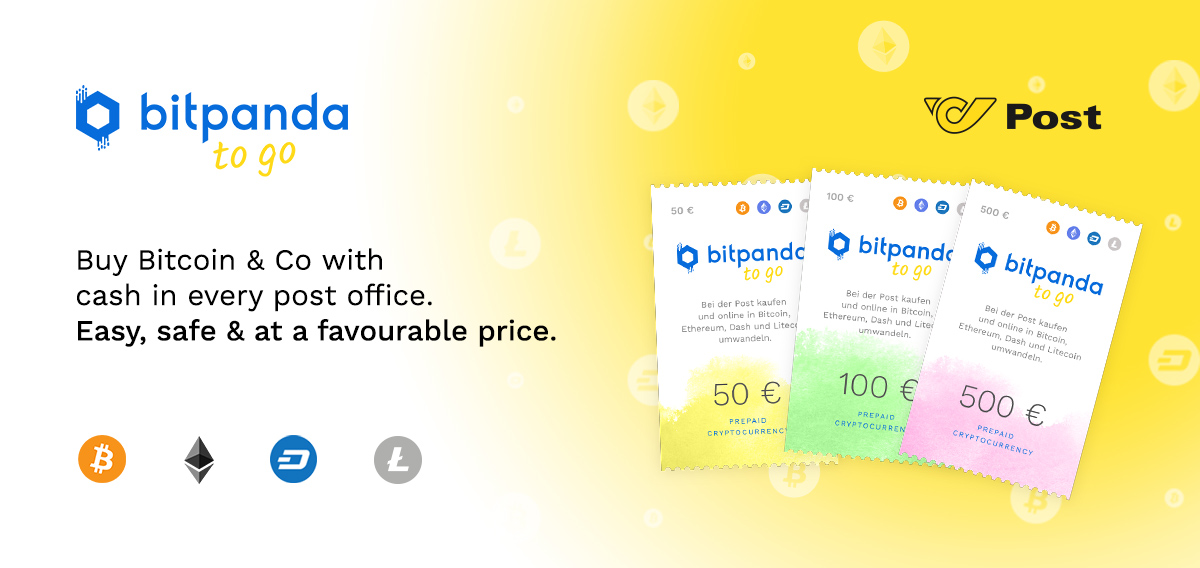 bitpanda
to go
Post
Buy Bitcoin & Co with
cash in every post office.
Easy, safe & at a favourable price.
50 €
bitpanda
to go
Bei der Post kaufen
und online in Bitcoin,
Ethereum, Dash und Litecoin
umwandeln.
50 €
PREPAID
CRYPTOCURRENCY
100 €
bitpanda
to go
Bei der Post kaufen
und online in Bitcoin,
Ethereum, Dash und Litecoin
umwandeln.
100 €
PREPAID
CRYPTOCURRENCY
500 €
bitpanda
to go
Bei der Post kaufen
und online in Bitcoin,
Ethereum, Dash und Litecoin
umwandeln.
500 €
PREPAID
CRYPTOCURRENCY